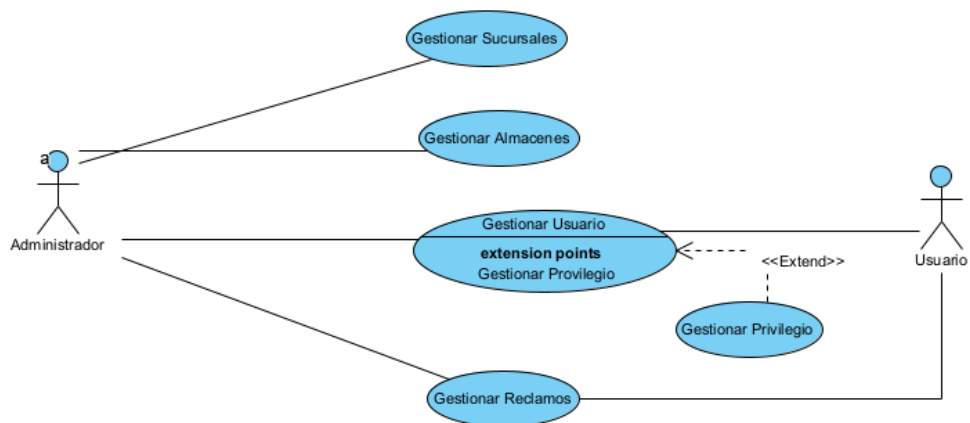 Gestionar Sucursales
Gestionar Almacenes
a
Administrador
Gestionar Usuario
extension points
Gestionar Provilegio
<<Extend>>
Usuario
Gestionar Privilegio
Gestionar Reclamos